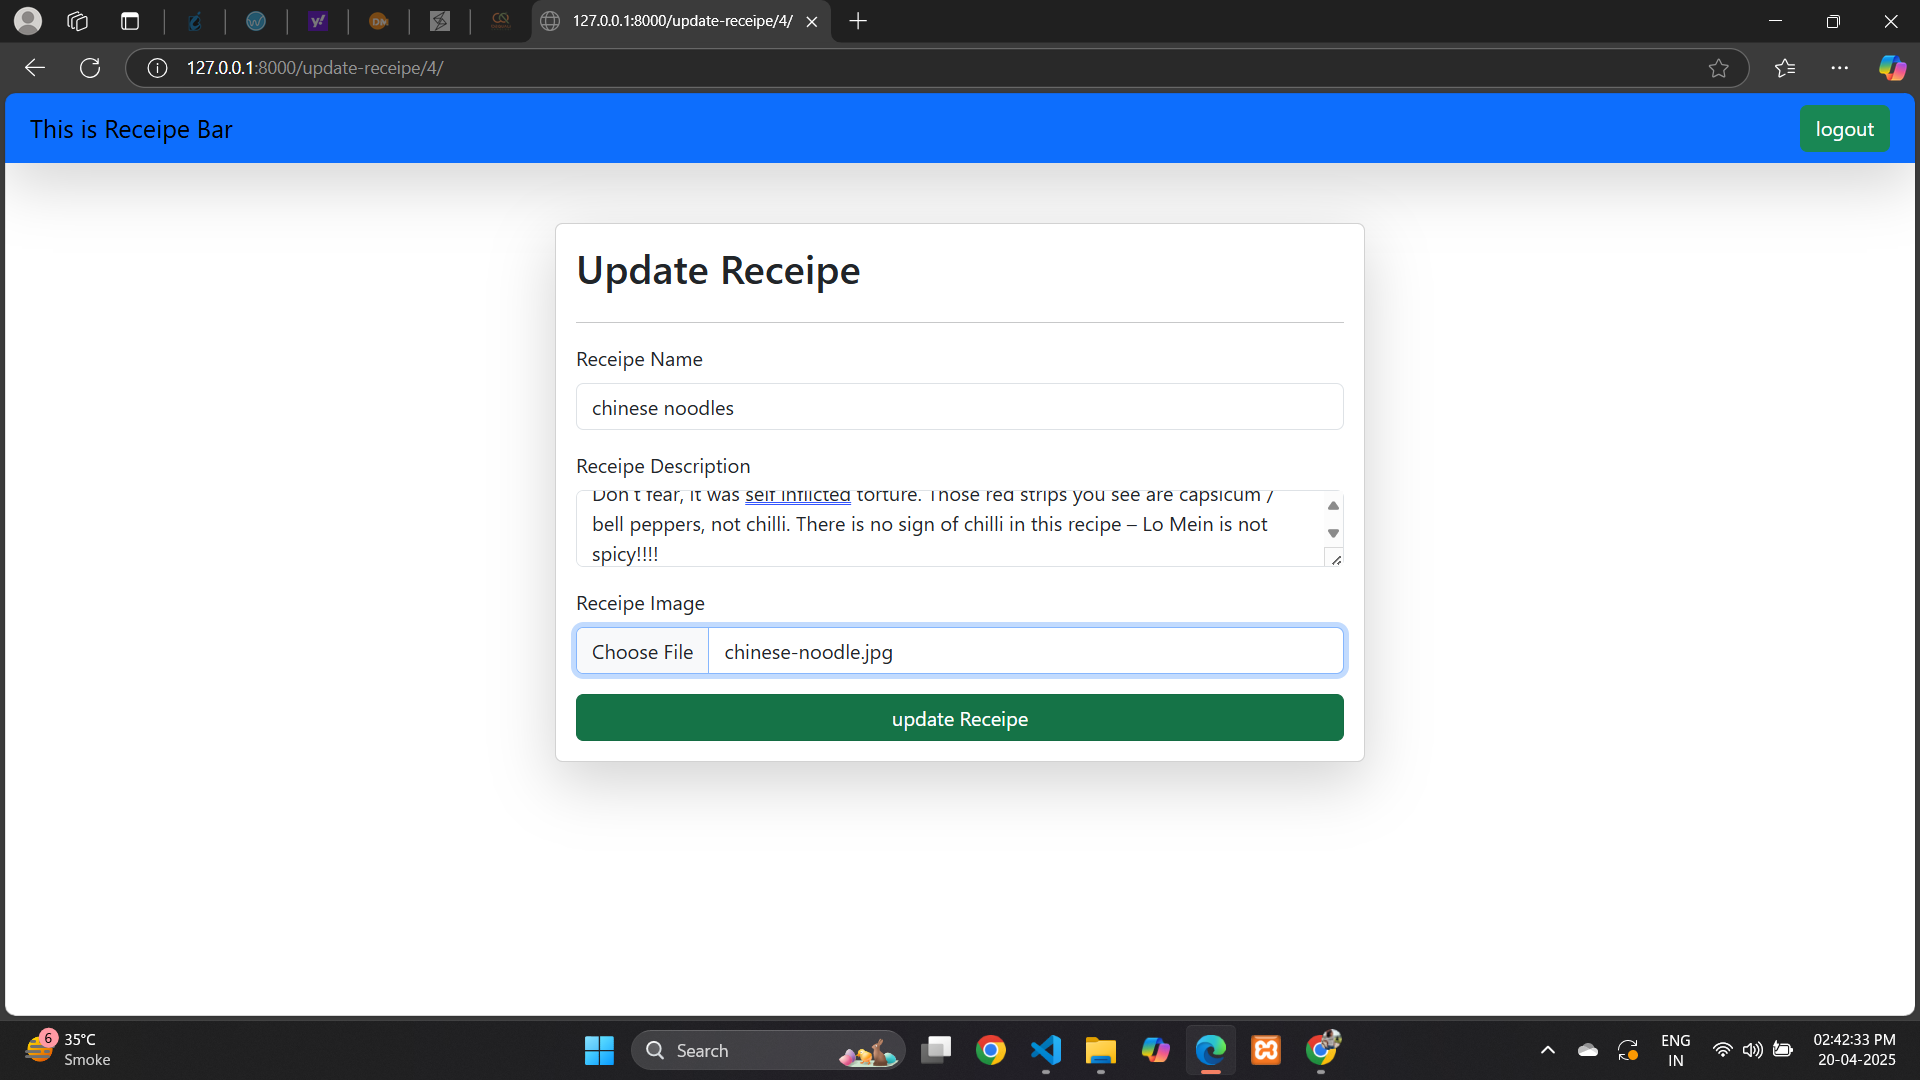 127.0.0.1:8000/update-receipe/4/
127.0.0.1:8000/update-receipe/4/
This is Receipe Bar
logout
Update Receipe
Receipe Name
chinese noodles
Receipe Description
Don't fear, it was self inflicted torture. Those red strips you see are capsicum /
bell peppers, not chilli. There is no sign of chilli in this recipe – Lo Mein is not
spicy!!!!
Receipe Image
Choose File chinese-noodle.jpg
update Receipe
6
35°C
Smoke
Search
ENG
IN
02:42:33 PM
20-04-2025
y!
DM